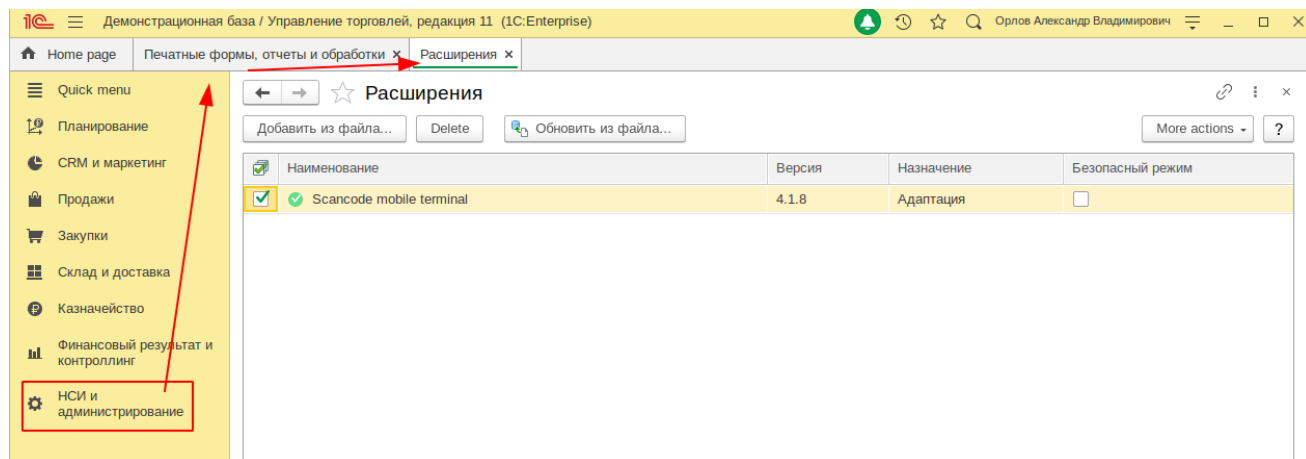 1С Демонстрационная база / Управление торговлей, редакция 11 (1C:Enterprise) Орлов Александр Владимирович
Home page Печатные формы, отчеты и обработки Расширения
Quick menu
Планирование
CRM и маркетинг
Продажи
Закупки
Склад и доставка
Казначейство
Финансовый результат и
контроллинг
НСИ и
администрирование
Расширения
Добавить из файла... Delete Обновить из файла... More actions ?
Наименование Версия Назначение Безопасный режим
Scancode mobile terminal 4.1.8 Адаптация